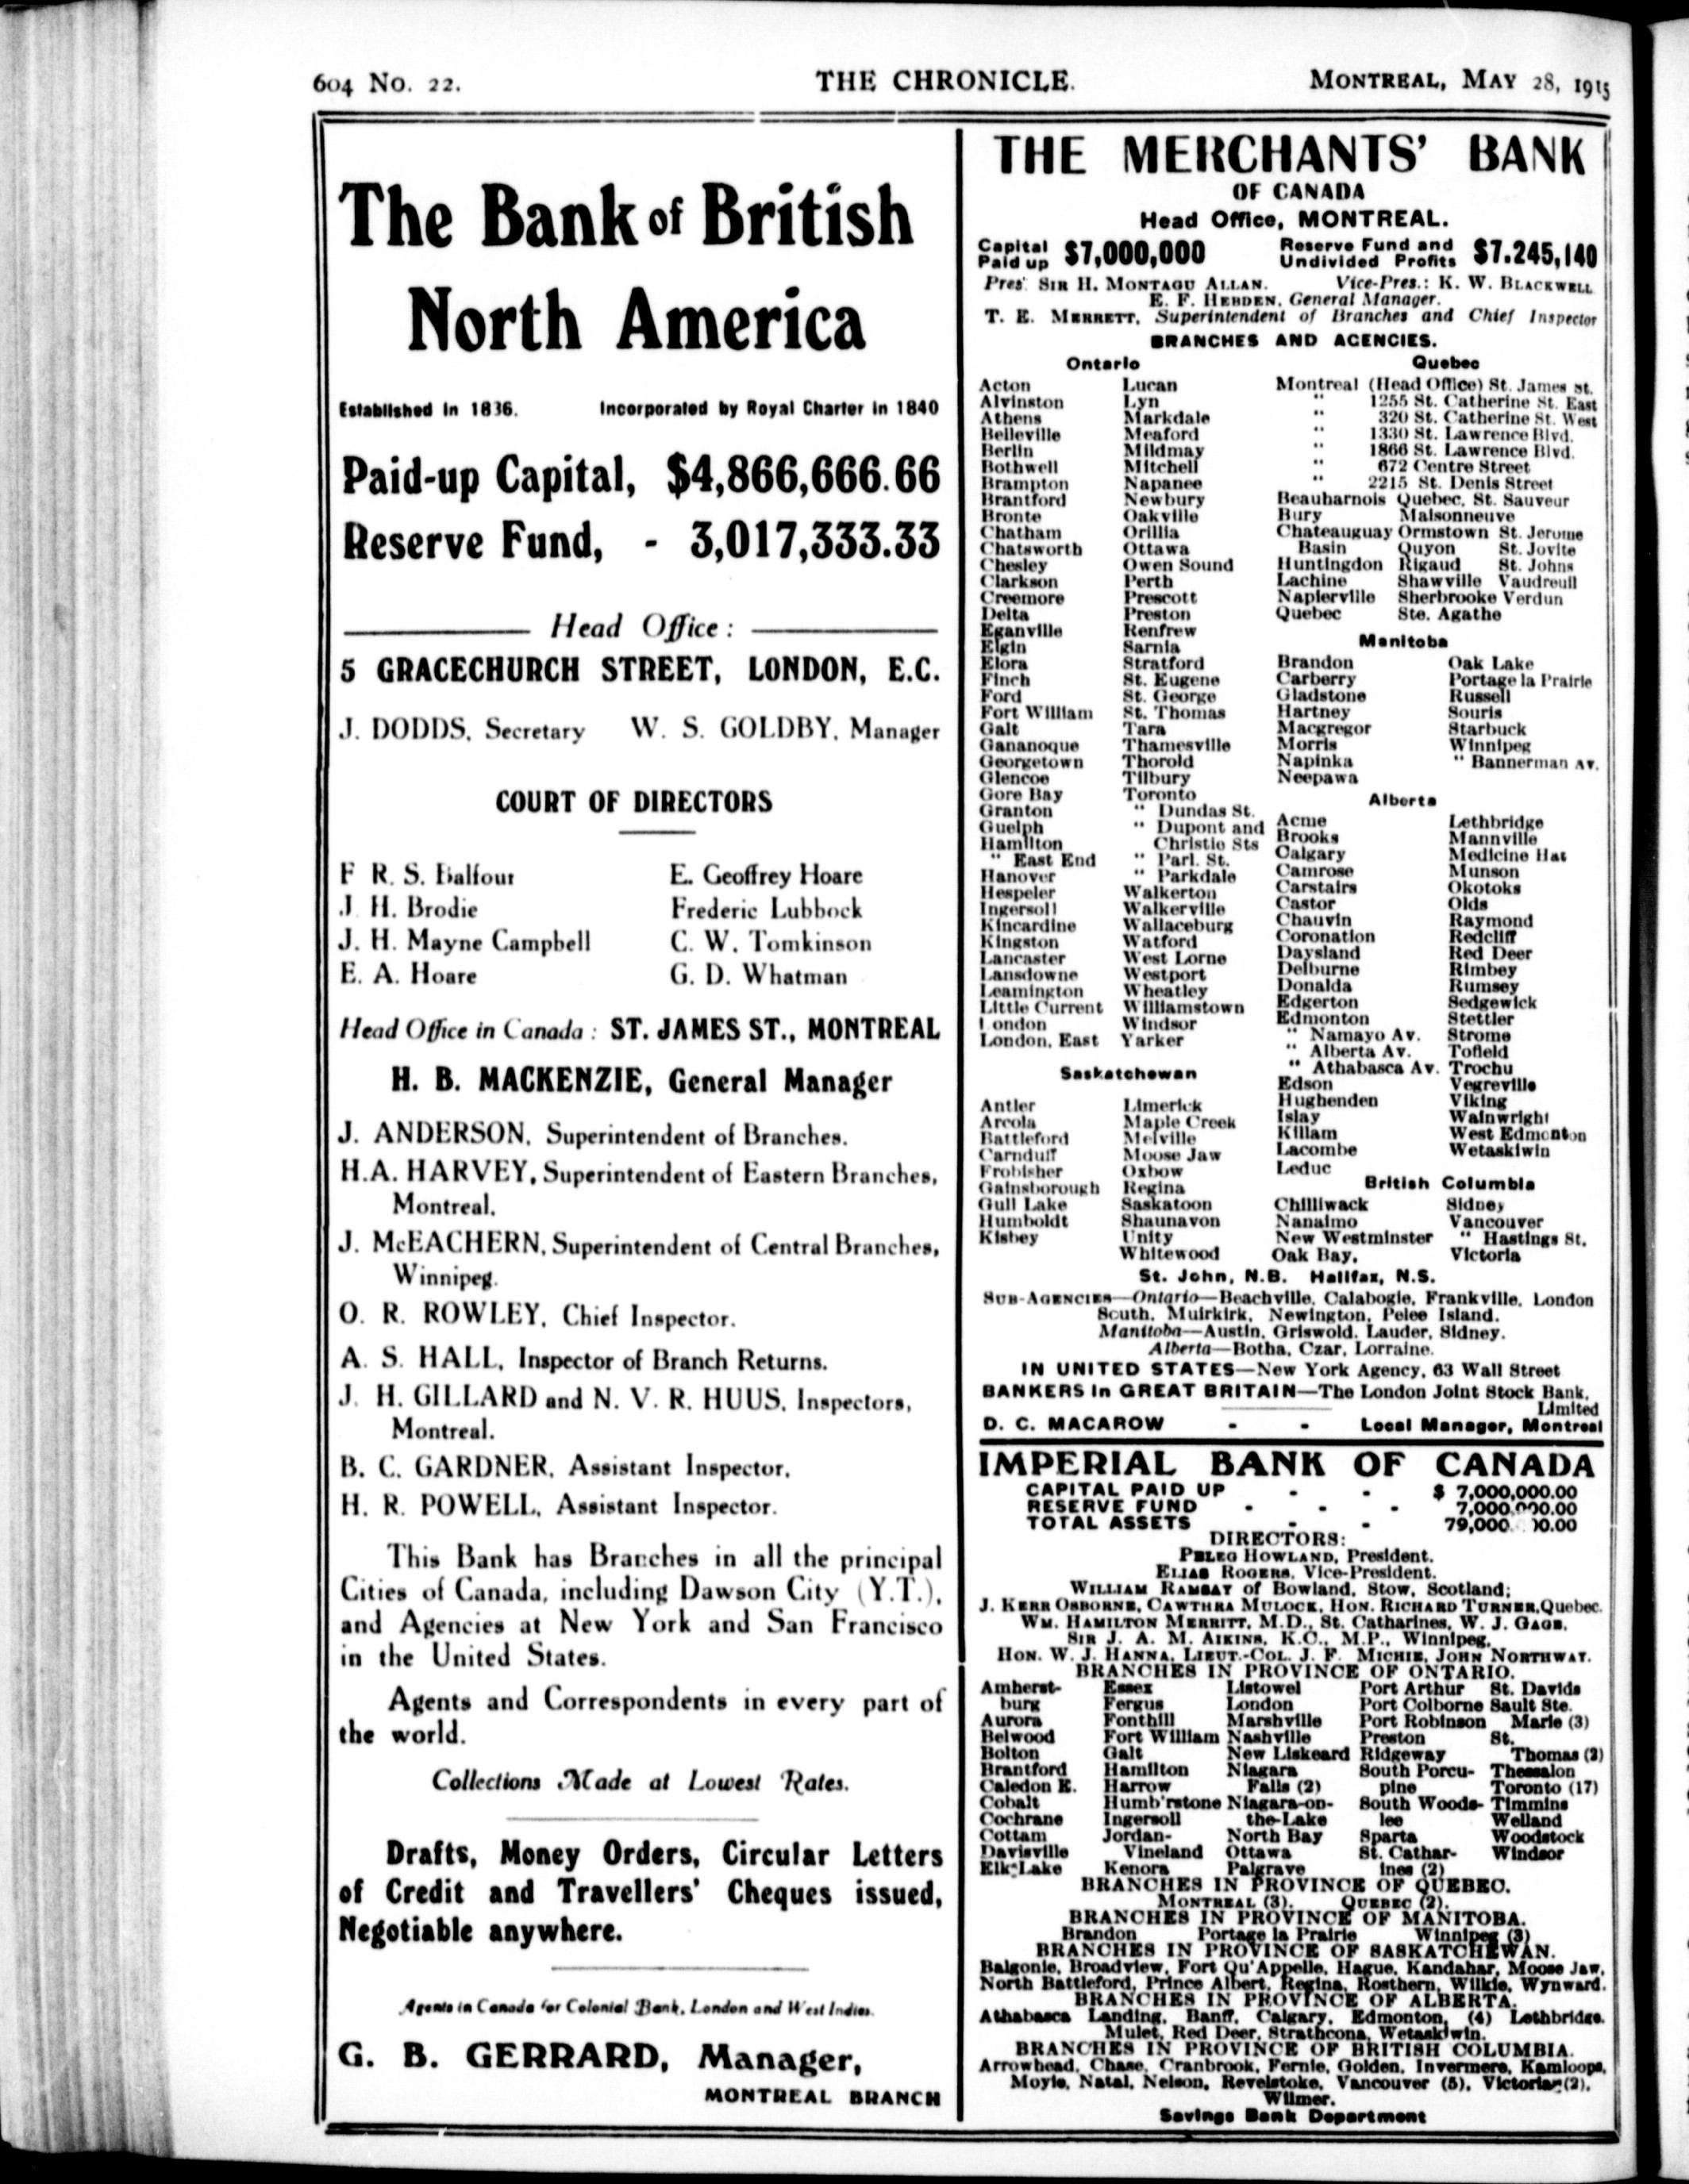 604 No. 22.
THE CHRONICLE.
MONTREAL, MAY 28, 1915
The Bank of British
North America
Established in 1836. Incorporated by Royal Charter in 1840
Paid-up Capital, $4,866,666.66
Reserve Fund, - 3,017,333.33
Head Office:
5 GRACECHURCH STREET, LONDON, E.C.
J. DODDS, Secretary W. S. GOLDBY, Manager
COURT OF DIRECTORS
F R. S. Balfour E. Geoffrey Hoare
J. H. Brodie Frederic Lubbock
J. H. Mayne Campbell C. W. Tomkinson
E. A. Hoare G. D. Whatman
Head Office in Canada: ST. JAMES ST., MONTREAL
H. B. MACKENZIE, General Manager
J. ANDERSON, Superintendent of Branches.
H.A. HARVEY, Superintendent of Eastern Branches,
Montreal.
J. McEACHERN, Superintendent of Central Branches,
Winnipeg.
O. R. ROWLEY, Chief Inspector.
A. S. HALL, Inspector of Branch Returns.
J. H. GILLARD and N. V. R. HUUS, Inspectors,
Montreal.
B. C. GARDNER, Assistant Inspector.
H. R. POWELL, Assistant Inspector.
This Bank has Branches in all the principal
Cities of Canada, including Dawson City (Y.T.),
and Agencies at New York and San Francisco
in the United States.
Agents and Correspondents in every part of
the world.
Collections Made at Lowest Rates.
Drafts, Money Orders, Circular Letters
of Credit and Travellers' Cheques issued,
Negotiable anywhere.
Agents in Canada for Colonial Bank, London and West Indies.
G. B. GERRARD, Manager,
MONTREAL BRANCH
THE MERCHANTS' BANK
OF CANADA
Head Office, MONTREAL.
Capital Paid up $7,000,000 Reserve Fund and Undivided Profits $7.245,140
Pres. SIR H. MONTAGU ALLAN. Vice-Pres.: K. W. BLACKWELL
E. F. HEBDEN, General Manager.
T. E. MERRETT, Superintendent of Branches and Chief Inspector
BRANCHES AND AGENCIES.
Ontario
Acton Lucan
Alvinston Lyn
Athens Markdale
Belleville Meaford
Berlin Mildmay
Bothwell Mitchell
Brampton Napanee
Brantford Newbury
Bronte Oakville
Chatham Orillia
Chatsworth Ottawa
Chesley Owen Sound
Clarkson Perth
Creemore Prescott
Delta Preston
Eganville Renfrew
Elgin Sarnia
Elora Stratford
Finch St. Eugene
Ford St. George
Fort William St. Thomas
Galt Tara
Gananoque Thamesville
Georgetown Thorold
Glencoe Tilbury
Gore Bay Toronto
Granton " Dundas St.
Guelph " Dupont and
Hamilton Christie Sts
" East End " Parl. St.
Hanover " Parkdale
Hespeler Walkerton
Ingersoll Walkerville
Kincardine Wallaceburg
Kingston Watford
Lancaster West Lorne
Lansdowne Westport
Leamington Wheatley
Little Current Williamstown
London Windsor
London, East Yarker
Saskatchewan
Antler Limerick
Arcola Maple Creek
Battleford Melville
Carnduff Moose Jaw
Frobisher Oxbow
Gainsborough Regina
Gull Lake Saskatoon
Humboldt Shaunavon
Kisbey Unity
Whitewood
Quebec
Montreal (Head Office) St. James St.
" 1255 St. Catherine St. East
" 320 St. Catherine St. West
" 1330 St. Lawrence Blvd.
" 1866 St. Lawrence Blvd.
" 672 Centre Street
" 2215 St. Denis Street
Beauharnois Quebec, St. Sauveur
Bury Maisonneuve
Chateauguay Ormstown St. Jerome
Basin Quyon St. Jovite
Huntingdon Rigaud St. Johns
Lachine Shawville Vaudreuil
Napierville Sherbrooke Verdun
Quebec Ste. Agathe
Manitoba
Brandon Oak Lake
Carberry Portage la Prairie
Gladstone Russell
Hartney Souris
Macgregor Starbuck
Morris Winnipeg
Napinka " Bannerman Av.
Neepawa
Alberta
Acme Lethbridge
Brooks Mannville
Calgary Medicine Hat
Camrose Munson
Carstairs Okotoks
Castor Olds
Chauvin Raymond
Coronation Redcliff
Daysland Red Deer
Delburne Rimbey
Donalda Rumsey
Edgerton Sedgewick
Edmonton Stettler
" Namayo Av. Strome
" Alberta Av. Tofield
" Athabasca Av. Trochu
Edson Vegreville
Hughenden Viking
Islay Wainwright
Killam West Edmonton
Lacombe Wetaskiwin
Leduc
British Columbia
Chilliwack Sidney
Nanaimo Vancouver
New Westminster " Hastings St.
Oak Bay, Victoria
St. John, N.B. Halifax, N.S.
SUB-AGENCIES—Ontario—Beachville, Calabogie, Frankville, London
South, Muirkirk, Newington, Pelee Island.
Manitoba—Austin, Griswold, Lauder, Sidney.
Alberta—Botha, Czar, Lorraine.
IN UNITED STATES—New York Agency, 63 Wall Street
BANKERS in GREAT BRITAIN—The London Joint Stock Bank,
Limited
D. C. MACAROW - - Local Manager, Montreal
IMPERIAL BANK OF CANADA
CAPITAL PAID UP - - $ 7,000,000.00
RESERVE FUND - - - 7,000,000.00
TOTAL ASSETS - - 79,000 0.00
DIRECTORS:
PELEG HOWLAND, President.
ELIAS ROGERS, Vice-President.
WILLIAM RAMSAY of Bowland, Stow, Scotland;
J. KERR OSBORNE, CAWTHRA MULOCK, HON. RICHARD TURNER, Quebec.
WM. HAMILTON MERRITT, M.D., St. Catharines, W. J. GAGE,
SIR J. A. M. AIKINS, K.C., M.P., Winnipeg,
HON. W. J. HANNA, LIEUT.-COL. J. F. MICHIE, JOHN NORTHWAY.
BRANCHES IN PROVINCE OF ONTARIO.
Amherst- Essex Listowel Port Arthur St. Davids
burg Fergus London Port Colborne Sault Ste.
Aurora Fonthill Marshville Port Robinson Marie (3)
Belwood Fort William Nashville Preston St.
Bolton Galt New Liskeard Ridgeway Thomas (2)
Brantford Hamilton Niagara South Porcu- Thessalon
Caledon E. Harrow Falls (2) pine Toronto (17)
Cobalt Humb'rstone Niagara-on- South Woods- Timmins
Cochrane Ingersoll the-Lake lee Welland
Cottam Jordan- North Bay Sparta Woodstock
Davisville Vineland Ottawa St. Cathar- Windsor
Elk Lake Kenora Palgrave ines (2)
BRANCHES IN PROVINCE OF QUEBEC.
MONTREAL (3). QUEBEC (2).
BRANCHES IN PROVINCE OF MANITOBA.
Brandon Portage la Prairie Winnipeg (3)
BRANCHES IN PROVINCE OF SASKATCHEWAN.
Balgonie, Broadview, Fort Qu'Appelle, Hague, Kandahar, Moose Jaw,
North Battleford, Prince Albert, Regina, Rosthern, Wilkie, Wynward.
BRANCHES IN PROVINCE OF ALBERTA.
Athabasca Landing, Banff, Calgary, Edmonton, (4) Lethbridge.
Mulet, Red Deer, Strathcona, Wetaskiwin.
BRANCHES IN PROVINCE OF BRITISH COLUMBIA.
Arrowhead, Chase, Cranbrook, Fernie, Golden, Invermere, Kamloops,
Moyie, Natal, Nelson, Revelstoke, Vancouver (5), Victoria (2),
Wilmer.
Savings Bank Department